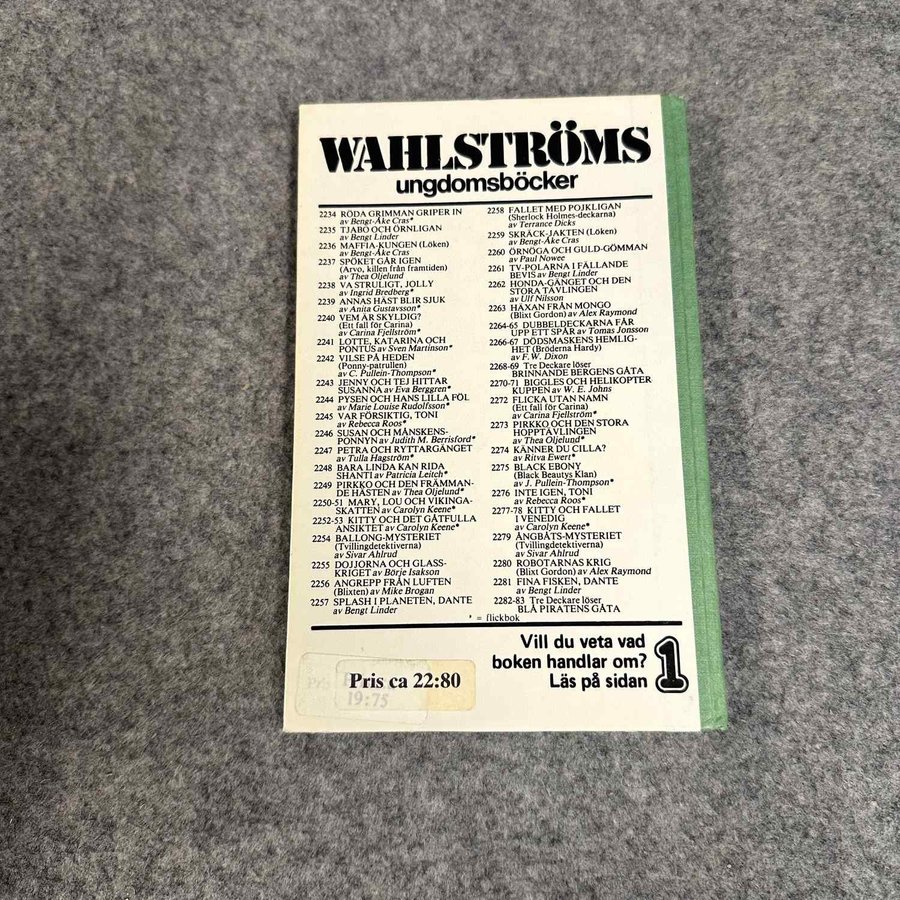 WAHLSTRÖMS
ungdomsböcker
2234 RÖDA GRIMMAN GRIPER IN
av Bengt-Åke Cras*
2235 TJABO OCH ÖRNLIGAN
av Bengt Linder
2236 MAFFIA-KUNGEN (Löken)
av Bengt-Åke Cras
2237 SPÖKET GÅR IGEN
(Arvo, killen från framtiden)
av Thea Oljelund
2238 VA STRULIGT, JOLLY
av Ingrid Bredberg*
2239 ANNAS HÄST BLIR SJUK
av Anita Gustavsson*
2240 VEM ÄR SKYLDIG?
(Ett fall för Carina)
av Carina Fjellström*
2241 LOTTE, KATARINA OCH
PONTUS av Sven Martinson*
2242 VILSE PÅ HEDEN
(Ponny-patrullen)
av C. Pullein-Thompson*
2243 JENNY OCH TEJ HITTAR
SUSANNA av Eva Berggren*
2244 PYSEN OCH HANS LILLA FÖL
av Marie Louise Rudolfsson*
2245 VAR FÖRSIKTIG, TONI
av Rebecca Roos*
2246 SUSAN OCH MÅNSKENS-
PONNYN av Judith M. Berrisford*
2247 PETRA OCH RYTTARGÄNGET
av Tulla Hagström*
2248 BARA LINDA KAN RIDA
SHANTI av Patricia Leitch*
2249 PIRKKO OCH DEN FRÄMMAN-
DE HÄSTEN av Thea Oljelund*
2250-51 MARY, LOU OCH VIKINGA-
SKATTEN av Carolyn Keene*
2252-53 KITTY OCH DET GÅTFULLA
ANSIKTET av Carolyn Keene*
2254 BALLONG-MYSTERIET
(Tvillingdetektiverna)
av Sivar Ahlrud
2255 DOJJORNA OCH GLASS-
KRIGET av Börje Isakson
2256 ANGREPP FRÅN LUFTEN
(Blixten) av Mike Brogan
2257 SPLASH I PLANETEN, DANTE
av Bengt Linder
2258 FALLET MED POJKLIGAN
(Sherlock Holmes-deckarna)
av Terrance Dicks
2259 SKRÄCK-JAKTEN (Löken)
av Bengt-Åke Cras
2260 ÖRNÖGA OCH GULD-GÖMMAN
av Paul Nowee
2261 TV-POLARNA I FÄLLANDE
BEVIS av Bengt Linder
2262 HONDA-GÄNGET OCH DEN
STORA TÄVLINGEN
av Ulf Nilsson
2263 HÄXAN FRÅN MONGO
(Blixt Gordon) av Alex Raymond
2264-65 DUBBELDECKARNA FÅR
UPP ETT SPÅR av Tomas Jonsson
2266-67 DÖDSMASKENS HEMLIG-
HET (Bröderna Hardy)
av F.W. Dixon
2268-69 Tre Deckare löser
BRINNANDE BERGENS GÅTA
2270-71 BIGGLES OCH HELIKOPTER
KUPPEN av W. E. Johns
2272 FLICKA UTAN NAMN
(Ett fall för Carina)
av Carina Fjellström*
2273 PIRKKO OCH DEN STORA
HOPPTÄVLINGEN
av Thea Oljelund*
2274 KÄNNER DU CILLA?
av Ritva Ewert*
2275 BLACK EBONY
(Black Beautys Klan)
av J. Pullein-Thompson*
2276 INTE IGEN, TONI
av Rebecca Roos*
2277-78 KITTY OCH FALLET
I VENEDIG
av Carolyn Keene*
2279 ÅNGBÅTS-MYSTERIET
(Tvillingdetektiverna)
av Sivar Ahlrud
2280 ROBOTARNAS KRIG
(Blixt Gordon) av Alex Raymond
2281 FINA FISKEN, DANTE
av Bengt Linder
2282-83 Tre Deckare löser
BLÅ PIRATENS GÅTA
* = flickbok
Vill du veta vad
boken handlar om?
Läs på sidan 1
Pris ca 22:80
19:75